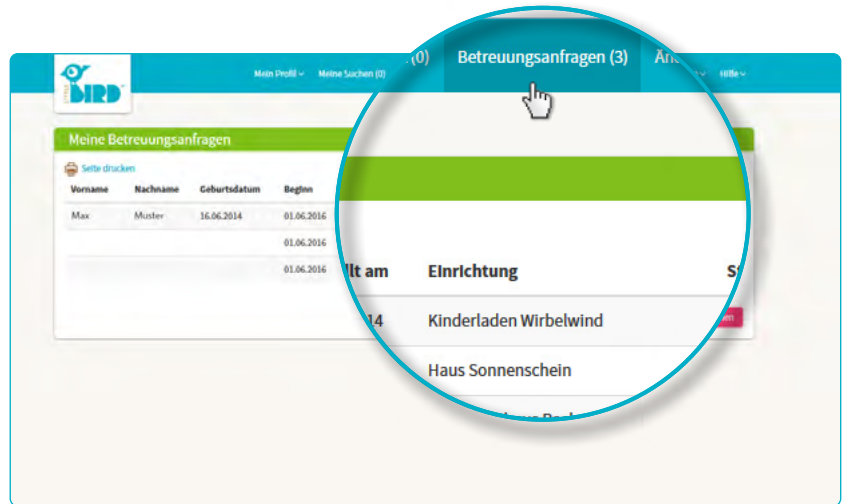 LITTLE
BIRD
Mein Profil
Meine Suchen (0)
(0)
Betreuungsanfragen (3)
Hilfe
Meine Betreuungsanfragen
Seite drucken
Vorname Nachname Geburtsdatum Beginn
Max Muster 16.06.2014 01.06.2016
01.06.2016
01.06.2016
llt am Einrichtung
14 Kinderladen Wirbelwind
Haus Sonnenschein